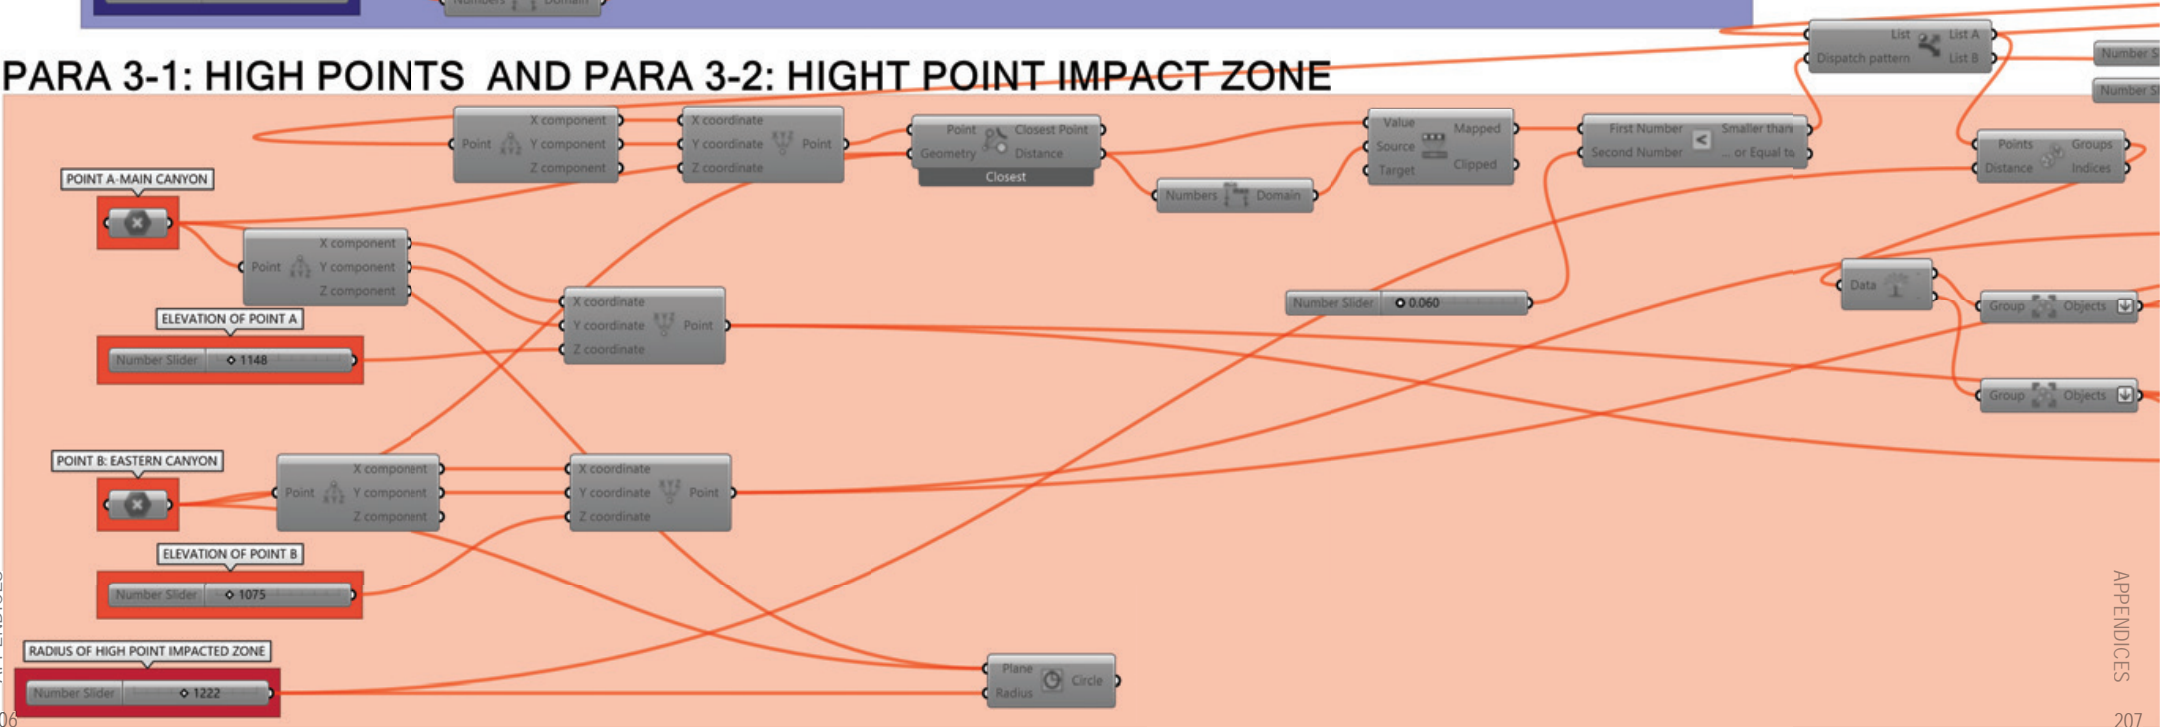 Numbers Domain
List List A
Dispatch pattern List B
Number S
Number Sl
PARA 3-1: HIGH POINTS AND PARA 3-2: HIGHT POINT IMPACT ZONE
X component
Point Y component
Z component
X coordinate
Y coordinate Point
Z coordinate
Point Closest Point
Geometry Distance
Closest
Value Mapped
Source
Target Clipped
First Number Smaller than
Second Number ... or Equal to
Points Groups
Distance Indices
Numbers Domain
POINT A-MAIN CANYON
X component
Point Y component
Z component
X coordinate
Y coordinate Point
Z coordinate
ELEVATION OF POINT A
Number Slider 1148
Number Slider 0.060
Data
Group Objects
Group Objects
POINT B: EASTERN CANYON
X component
Point Y component
Z component
X coordinate
Y coordinate Point
Z coordinate
ELEVATION OF POINT B
Number Slider 1075
RADIUS OF HIGH POINT IMPACTED ZONE
Number Slider 1222
Plane
Radius Circle
APPENDICES
06
207